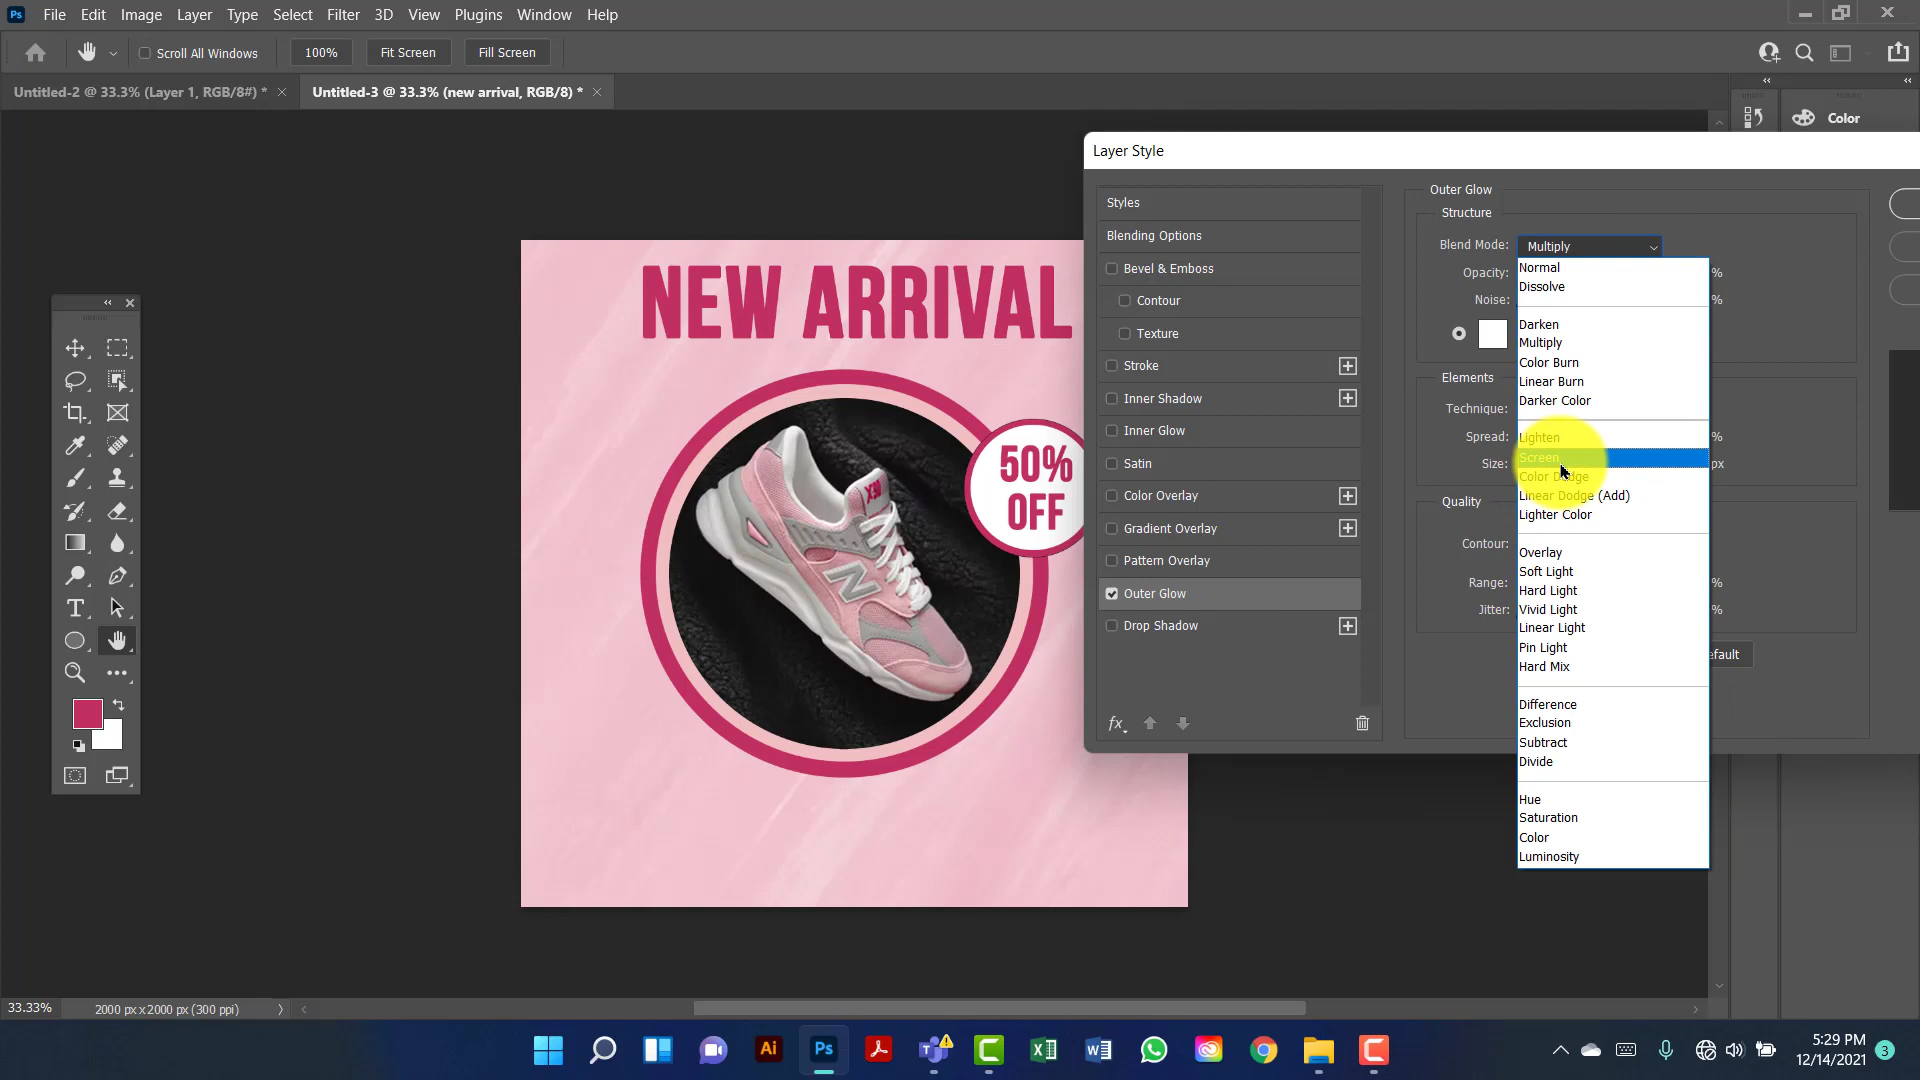 File Edit Image Layer Type Select Filter 3D View Plugins Window Help
Scroll All Windows 100% Fit Screen Fill Screen
Untitled-2 @ 33.3% (Layer 1, RGB/8#) * Untitled-3 @ 33.3% (new arrival, RGB/8) *
Color
Layer Style
Styles
Blending Options
Bevel & Emboss
Contour
Texture
Stroke
Inner Shadow
Inner Glow
Satin
Color Overlay
Gradient Overlay
Pattern Overlay
Outer Glow
Drop Shadow
fx
Outer Glow
Structure
Blend Mode: Multiply
Opacity: %
Noise: %
Elements
Technique:
Spread: %
Size: px
Quality
Contour:
Range: %
Jitter: %
efault
Normal
Dissolve
Darken
Multiply
Color Burn
Linear Burn
Darker Color
Lighten
Screen
Color Dodge
Linear Dodge (Add)
Lighter Color
Overlay
Soft Light
Hard Light
Vivid Light
Linear Light
Pin Light
Hard Mix
Difference
Exclusion
Subtract
Divide
Hue
Saturation
Color
Luminosity
NEW ARRIVAL
50%
OFF
X90
N
33.33% 2000 px x 2000 px (300 ppi)
5:29 PM
12/14/2021
3